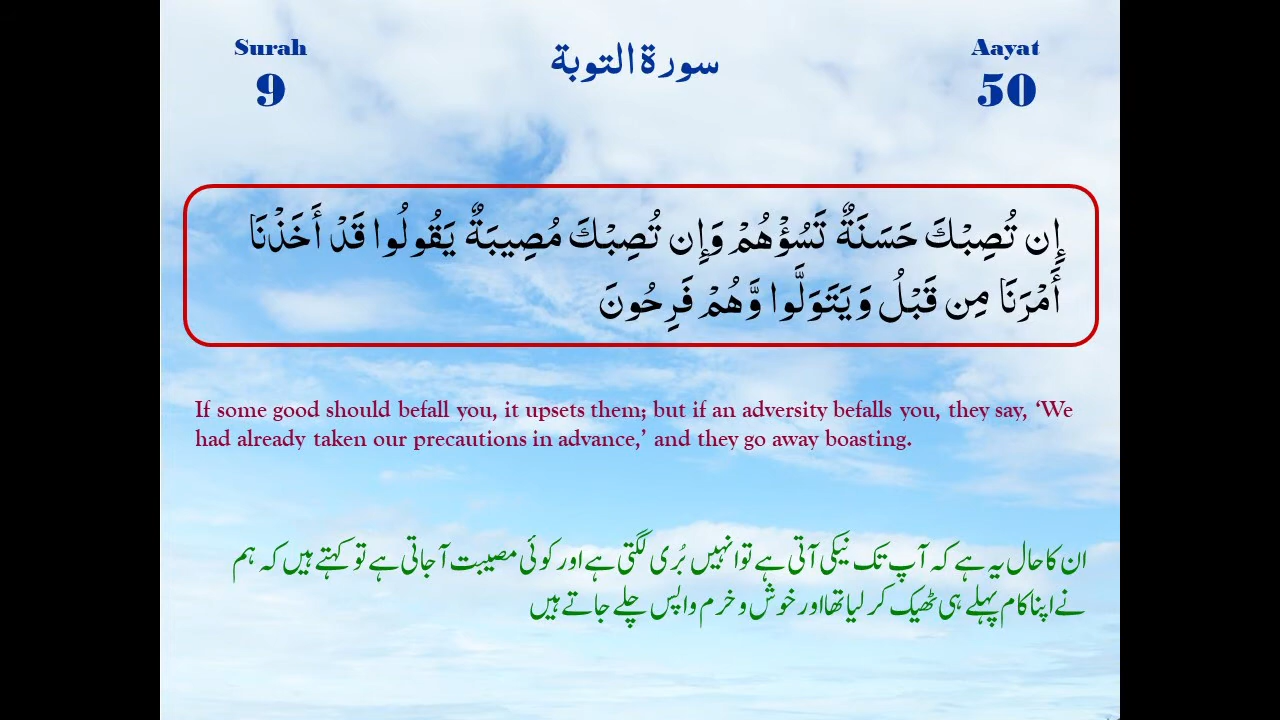 Surah
9
سورة التوبة
Aayat
50
إِن تُصِبْكَ حَسَنَةٌ تَسُؤْهُمْ وَإِن تُصِبْكَ مُصِيبَةٌ يَقُولُوا قَدْ أَخَذْنَا
أَمْرَنَا مِن قَبْلُ وَيَتَوَلَّوا وَّهُمْ فَرِحُونَ
If some good should befall you, it upsets them; but if an adversity befalls you, they say, ‘We
had already taken our precautions in advance,’ and they go away boasting.
ان کا حال یہ ہے کہ آپ تک نیکی آتی ہے تو انہیں بُری لگتی ہے اور کوئی مصیبت آجاتی ہے تو کہتے ہیں کہ ہم
نے اپنا کام پہلے ہی ٹھیک کر لیا تھا اور خوش و خرم واپس چلے جاتے ہیں